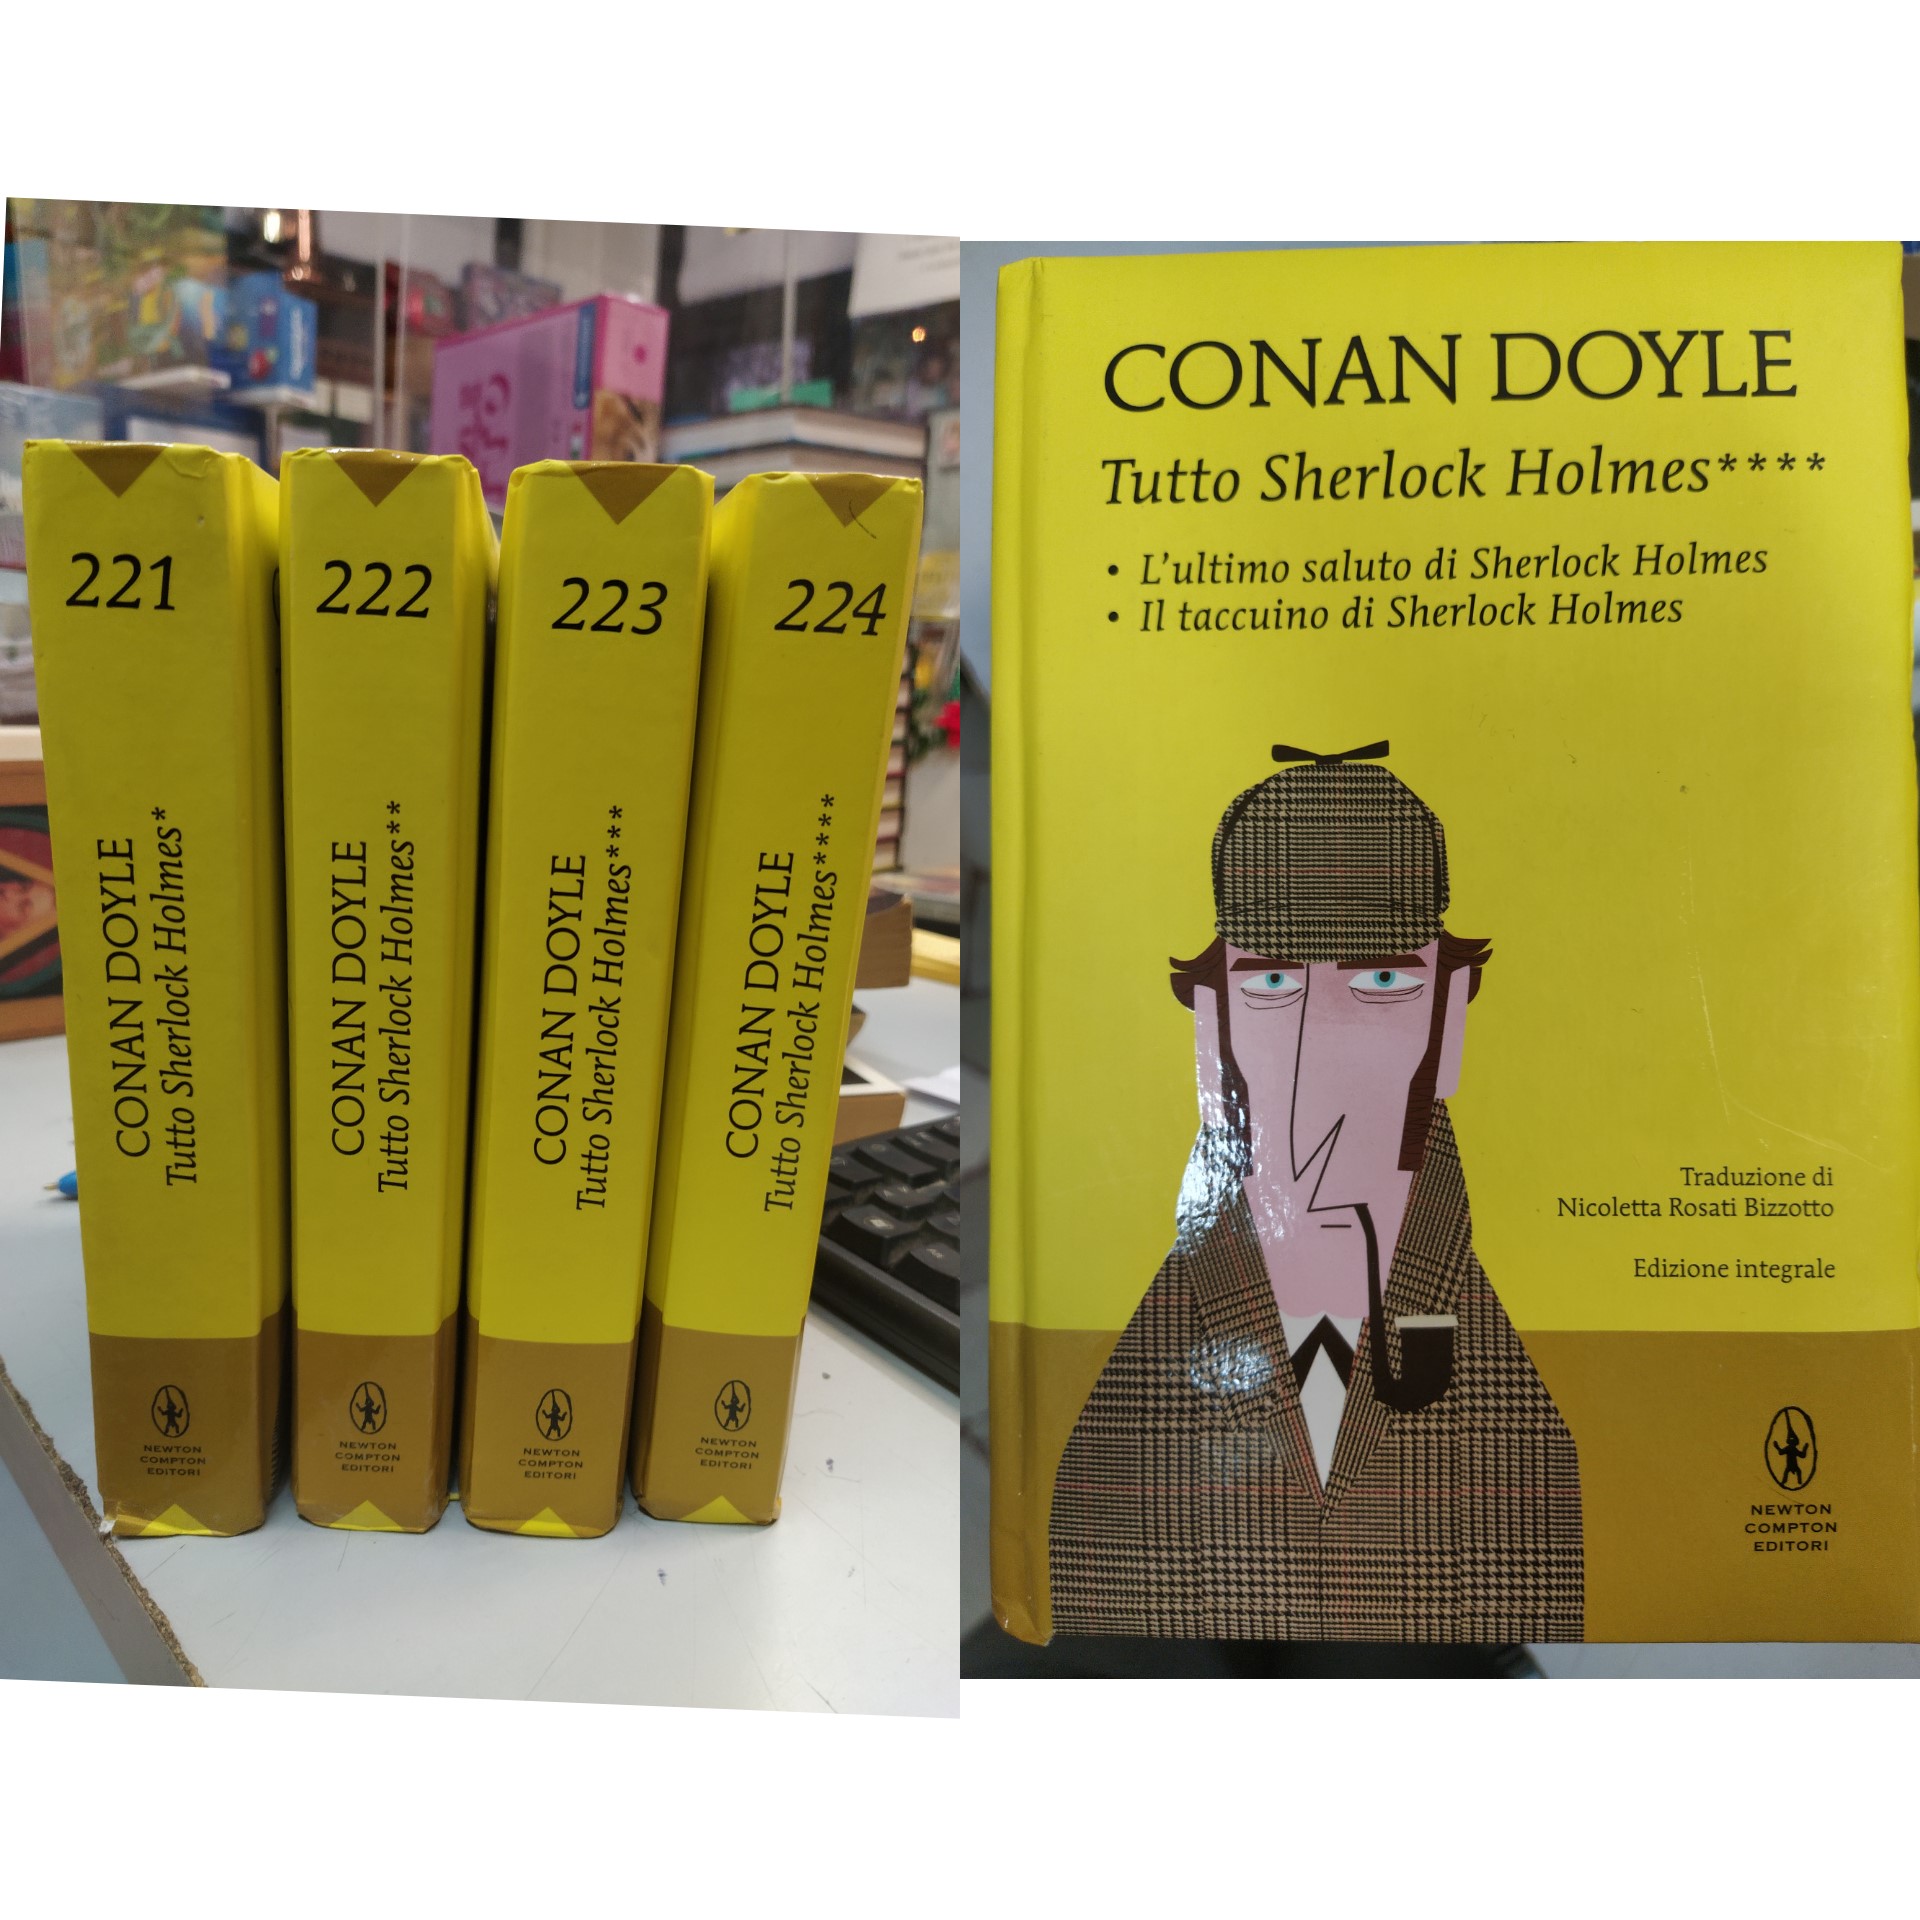 221
CONAN DOYLE
Tutto Sherlock Holmes*
NEWTON
COMPTON
EDITORI
222
CONAN DOYLE
Tutto Sherlock Holmes**
NEWTON
COMPTON
EDITORI
223
CONAN DOYLE
Tutto Sherlock Holmes***
NEWTON
COMPTON
EDITORI
224
CONAN DOYLE
Tutto Sherlock Holmes****
NEWTON
COMPTON
EDITORI
CONAN DOYLE
Tutto Sherlock Holmes****
• L'ultimo saluto di Sherlock Holmes
• Il taccuino di Sherlock Holmes
Traduzione di
Nicoletta Rosati Bizzotto
Edizione integrale
NEWTON
COMPTON
EDITORI